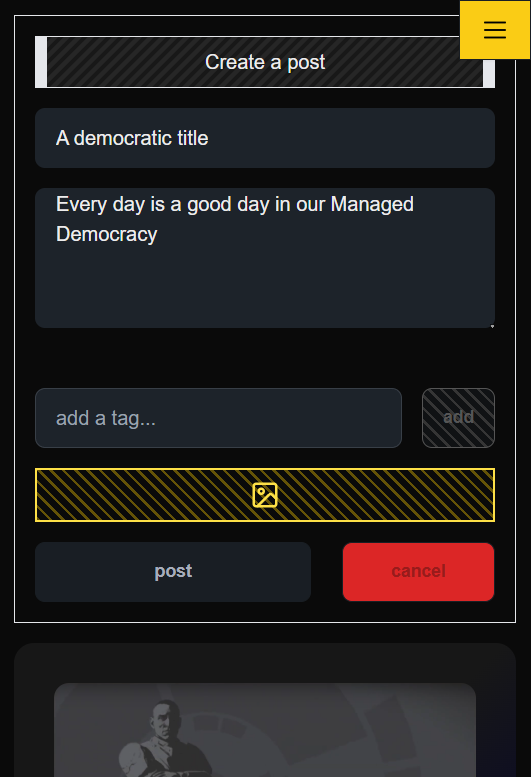 Create a post
A democratic title
Every day is a good day in our Managed
Democracy
add a tag...
add
post
cancel